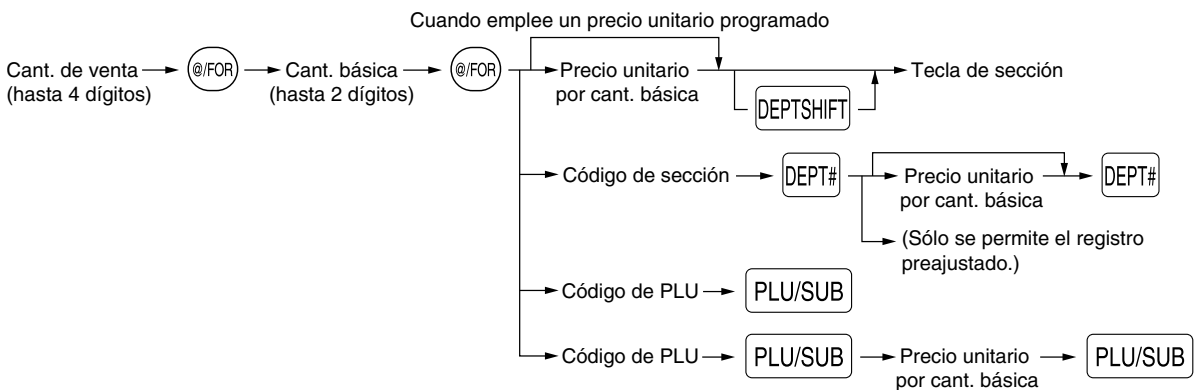 Cuando emplee un precio unitario programado
Cant. de venta @/FOR Cant. básica @/FOR Precio unitario Tecla de sección
(hasta 4 dígitos) (hasta 2 dígitos) por cant. básica
DEPTSHIFT
Código de sección DEPT# Precio unitario DEPT#
por cant. básica
(Sólo se permite el registro
preajustado.)
Código de PLU PLU/SUB
Código de PLU PLU/SUB Precio unitario PLU/SUB
por cant. básica